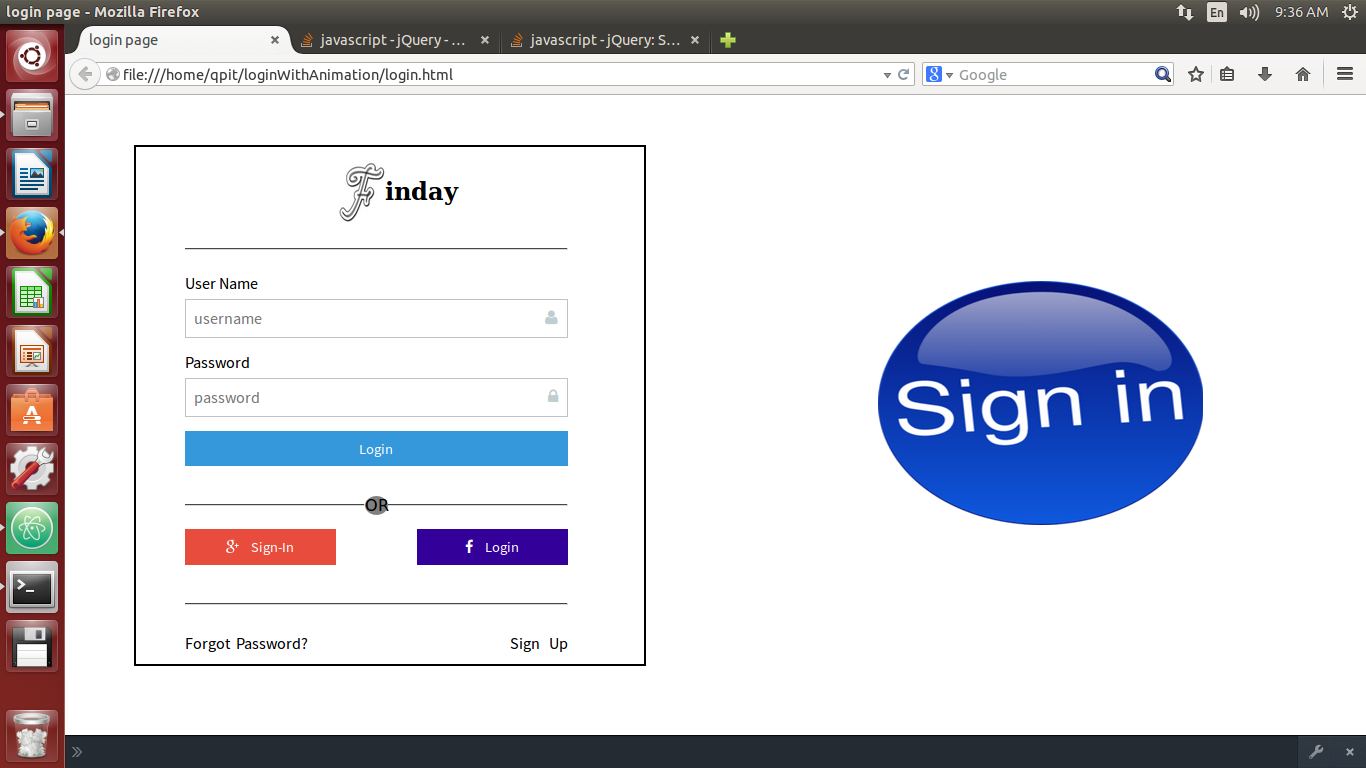 login page - Mozilla Firefox
En
9:36 AM
login page
javascript - jQuery - ...
javascript - jQuery: S...
file:///home/qpit/loginWithAnimation/login.html
Google
Finday
User Name
username
Password
password
Login
OR
Sign-In
Login
Forgot Password?
Sign Up
Sign in